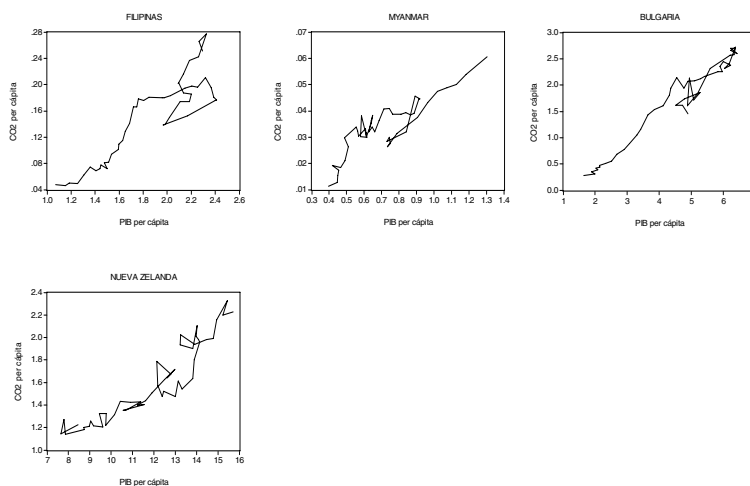 FILIPINAS
CO2 per cápita
.28
.24
.20
.16
.12
.08
.04
1.0 1.2 1.4 1.6 1.8 2.0 2.2 2.4 2.6
PIB per cápita
MYANMAR
CO2 per cápita
.07
.06
.05
.04
.03
.02
.01
0.3 0.4 0.5 0.6 0.7 0.8 0.9 1.0 1.1 1.2 1.3 1.4
PIB per cápita
BULGARIA
CO2 per cápita
3.0
2.5
2.0
1.5
1.0
0.5
0.0
1 2 3 4 5 6
PIB per cápita
NUEVA ZELANDA
CO2 per cápita
2.4
2.2
2.0
1.8
1.6
1.4
1.2
1.0
7 8 9 10 11 12 13 14 15 16
PIB per cápita